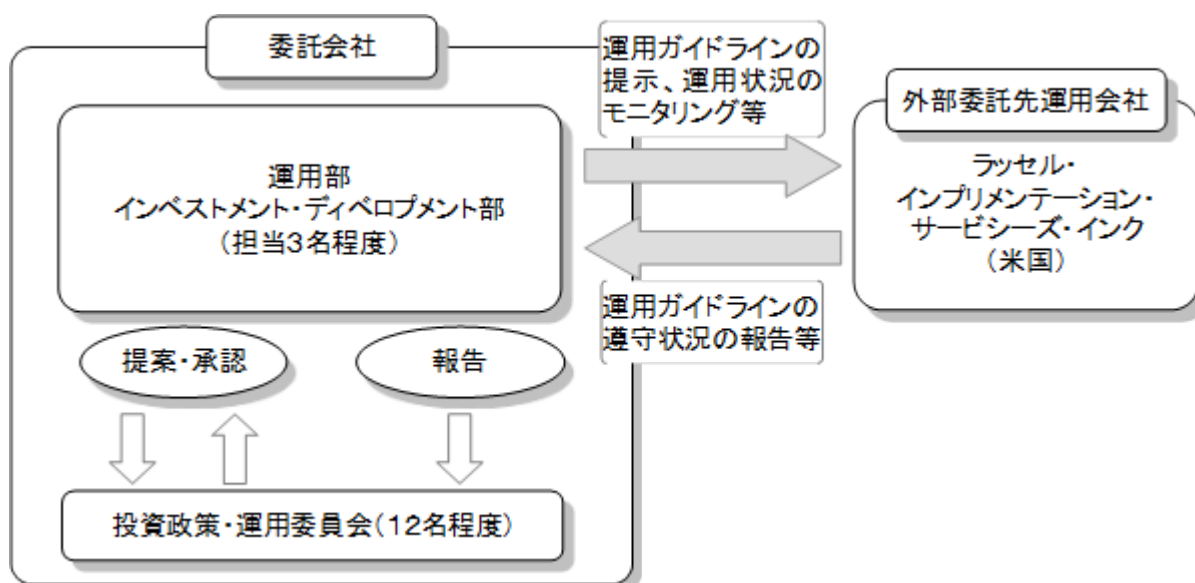 委託会社
運用ガイドラインの
提示、運用状況の
モニタリング等
外部委託先運用会社
運用部
インベストメント・ディベロプメント部
(担当3名程度)
ラッセル・
インプリメンテーション・
サービシーズ・インク
(米国)
運用ガイドラインの
遵守状況の報告等
提案・承認
報告
投資政策・運用委員会(12名程度)